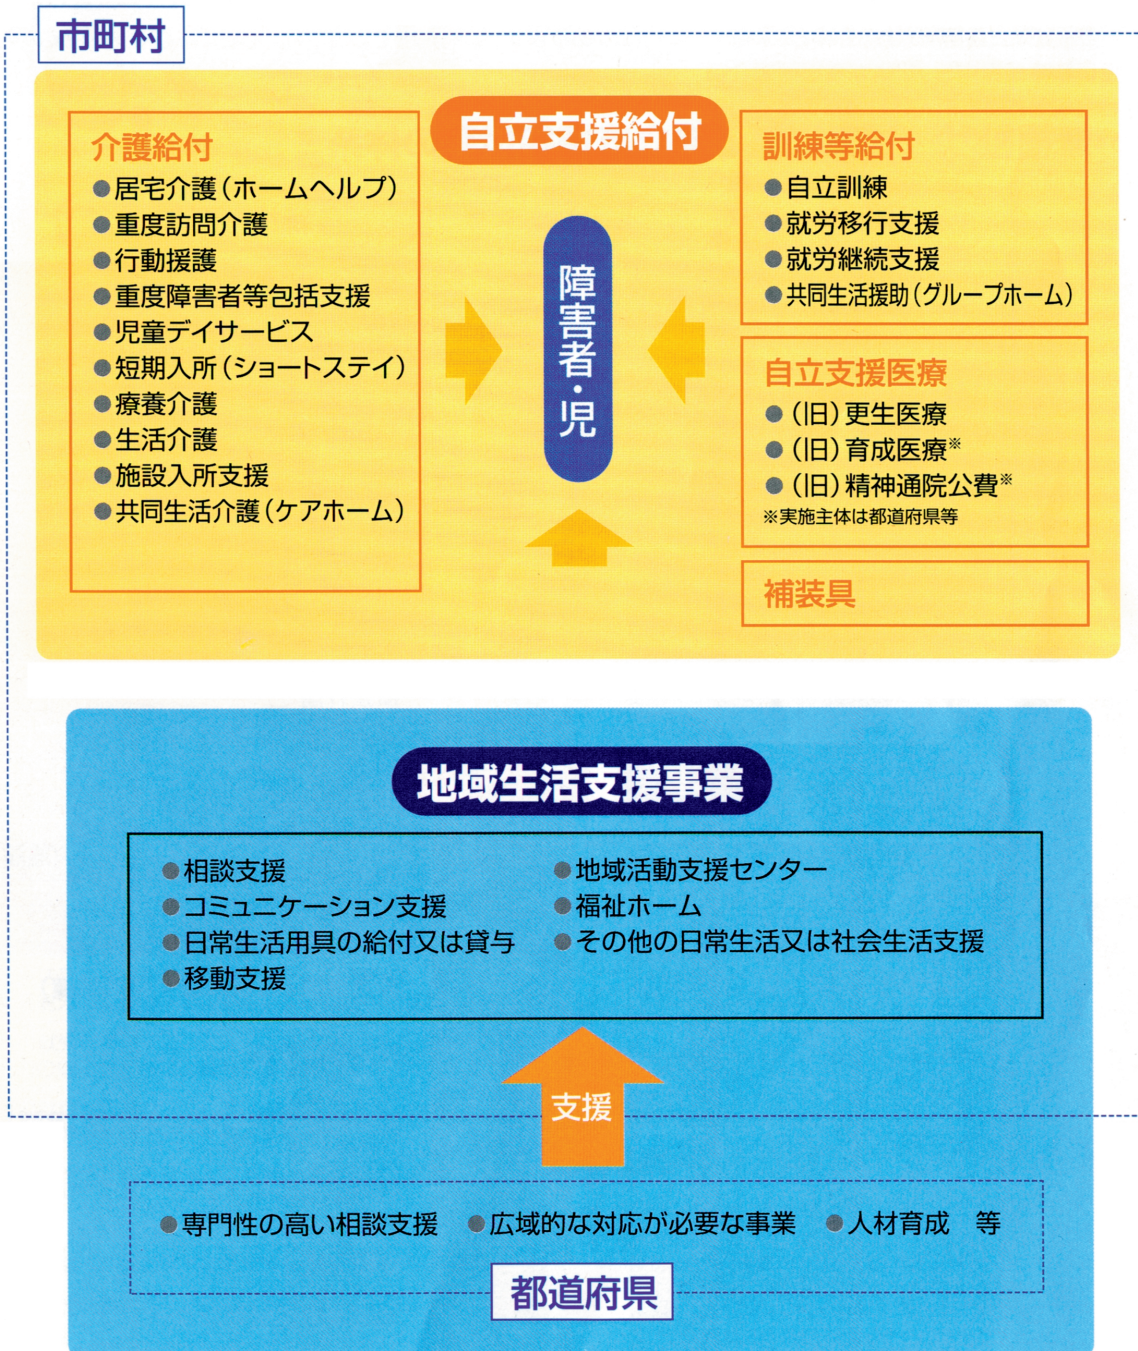 市町村
自立支援給付
介護給付
●居宅介護（ホームヘルプ）
●重度訪問介護
●行動援護
●重度障害者等包括支援
●児童デイサービス
●短期入所（ショートステイ）
●療養介護
●生活介護
●施設入所支援
●共同生活介護（ケアホーム）
障害者・児
訓練等給付
●自立訓練
●就労移行支援
●就労継続支援
●共同生活援助（グループホーム）
自立支援医療
●（旧）更生医療
●（旧）育成医療※
●（旧）精神通院公費※
※実施主体は都道府県等
補装具
地域生活支援事業
●相談支援
●コミュニケーション支援
●日常生活用具の給付又は貸与
●移動支援
●地域活動支援センター
●福祉ホーム
●その他の日常生活又は社会生活支援
支援
●専門性の高い相談支援 ●広域的な対応が必要な事業 ●人材育成　等
都道府県